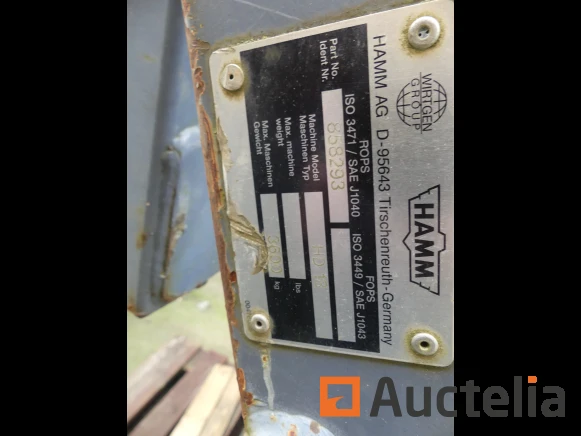 WIRTGEN
GROUP
HAMM
HAMM AG D-95643 Tirschenreuth-Germany
ROPS
ISO 3471 / SAE J1040
FOPS
ISO 3449 / SAE J1043
Part No.
Ident Nr.
858293
Machine Model
Maschinen Typ
Max. machine
weight
lbs
Max. Maschinen
Gewicht
kg
Auctelia